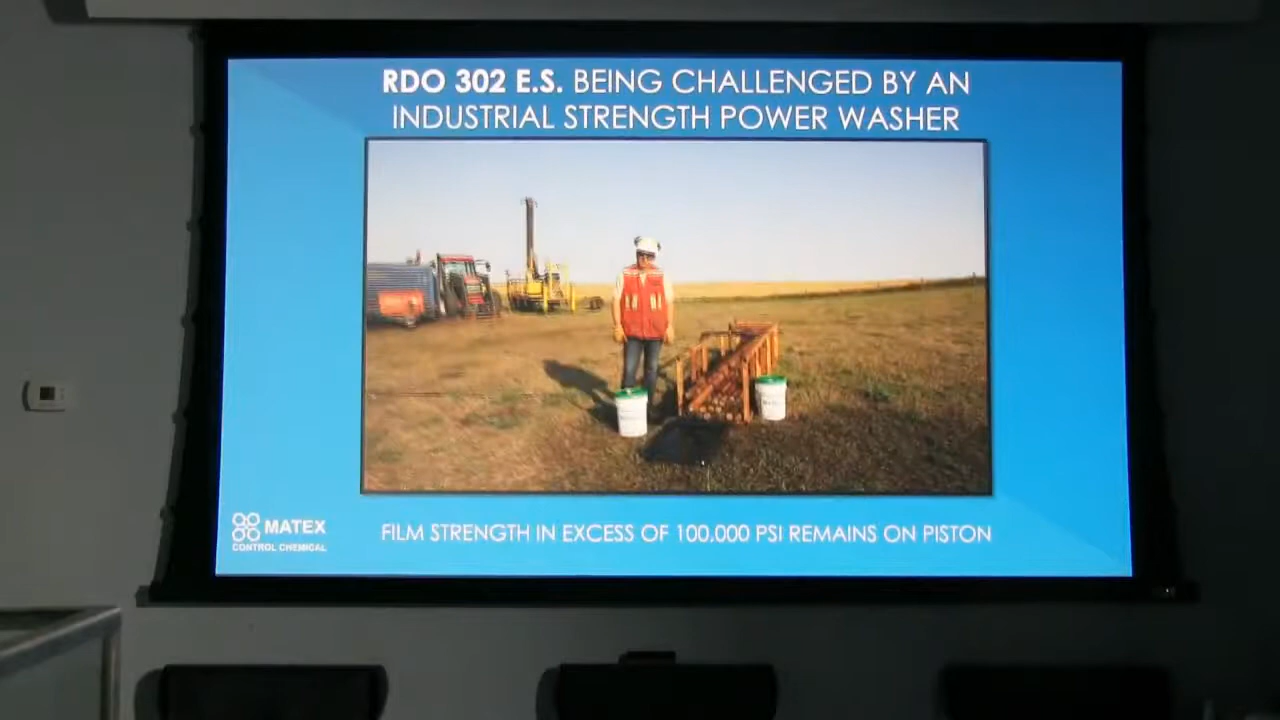 RDO 302 E.S. BEING CHALLENGED BY AN
INDUSTRIAL STRENGTH POWER WASHER
MATEX
CONTROL CHEMICAL
FILM STRENGTH IN EXCESS OF 100,000 PSI REMAINS ON PISTON